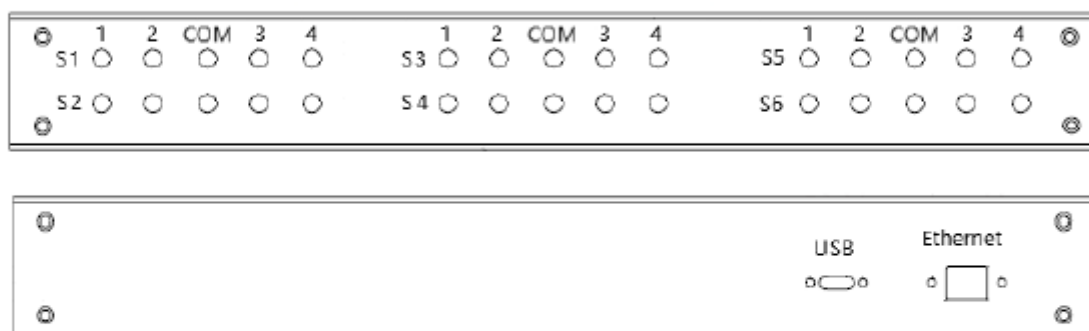 1 2 COM 3 4 1 2 COM 3 4 1 2 COM 3 4
S1 S3 S5
S2 S4 S6
USB Ethernet